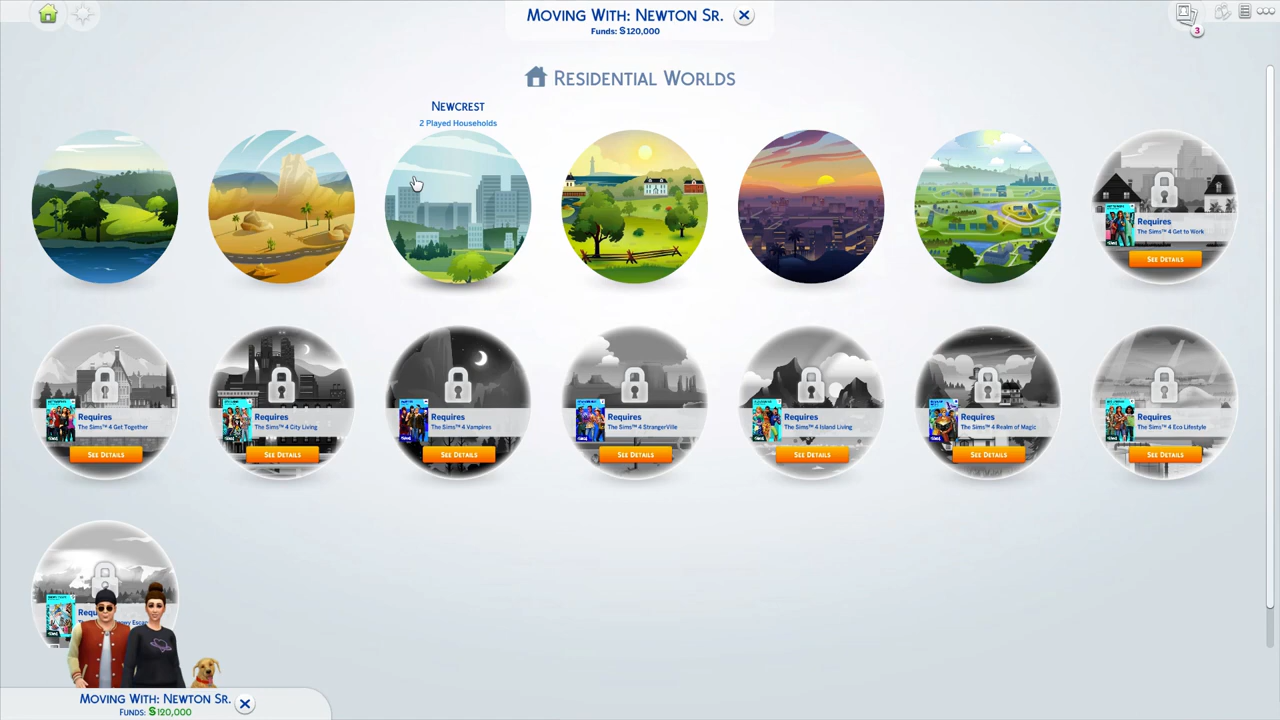 MOVING WITH: NEWTON SR.
Funds: §120,000
3
RESIDENTIAL WORLDS
NEWCREST
2 Played Households
Requires
The Sims™ 4 Get to Work
SEE DETAILS
Requires
The Sims™ 4 Get Together
SEE DETAILS
Requires
The Sims™ 4 City Living
SEE DETAILS
Requires
The Sims™ 4 Vampires
SEE DETAILS
Requires
The Sims™ 4 StrangerVille
SEE DETAILS
Requires
The Sims™ 4 Island Living
SEE DETAILS
Requires
The Sims™ 4 Realm of Magic
SEE DETAILS
Requires
The Sims™ 4 Eco Lifestyle
SEE DETAILS
MOVING WITH: NEWTON SR.
FUNDS: §120,000